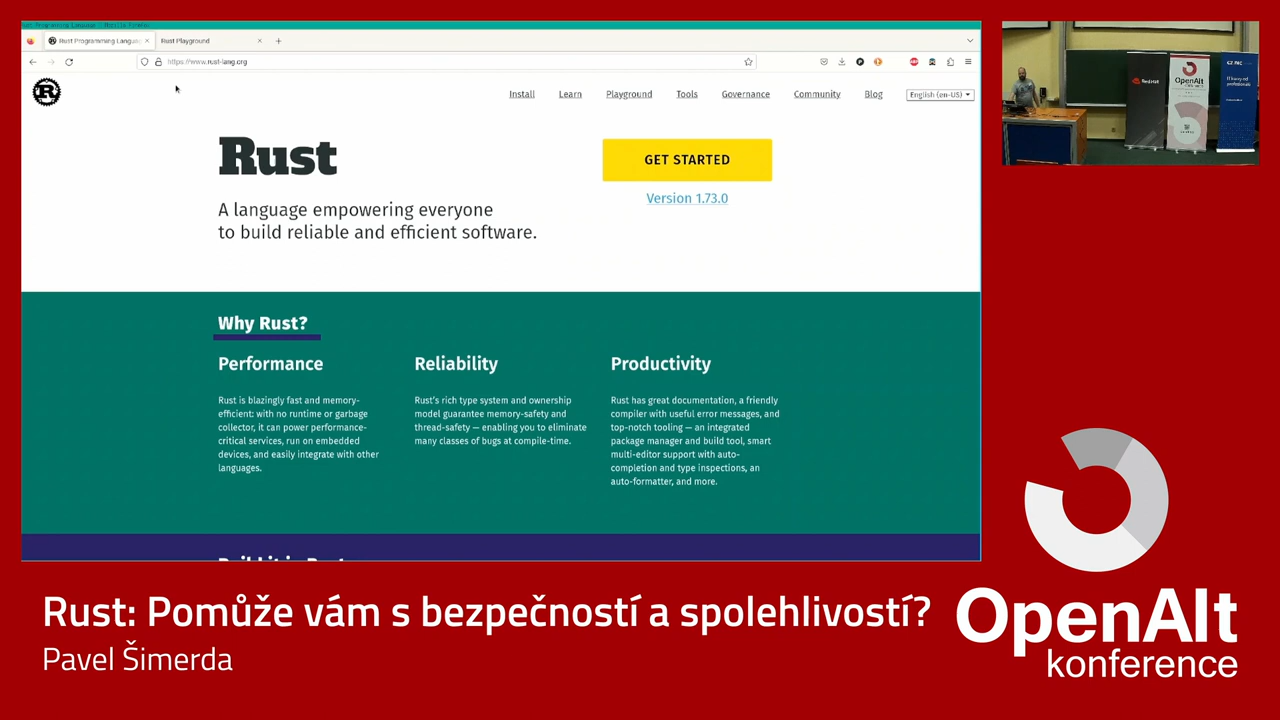 Rust Programming Language
Rust Playground
https://www.rust-lang.org
Install
Learn
Playground
Tools
Governance
Community
Blog
English (en-US)
Rust
A language empowering everyone
to build reliable and efficient software.
GET STARTED
Version 1.73.0
Why Rust?
Performance
Rust is blazingly fast and memory-
efficient: with no runtime or garbage
collector, it can power performance-
critical services, run on embedded
devices, and easily integrate with other
languages.
Reliability
Rust's rich type system and ownership
model guarantee memory-safety and
thread-safety — enabling you to eliminate
many classes of bugs at compile-time.
Productivity
Rust has great documentation, a friendly
compiler with useful error messages, and
top-notch tooling — an integrated
package manager and build tool, smart
multi-editor support with auto-
completion and type inspections, an
auto-formatter, and more.
Red Hat
OpenAlt
CZ.NIC
Rust: Pomůže vám s bezpečností a spolehlivostí?
Pavel Šimerda
OpenAlt
konference